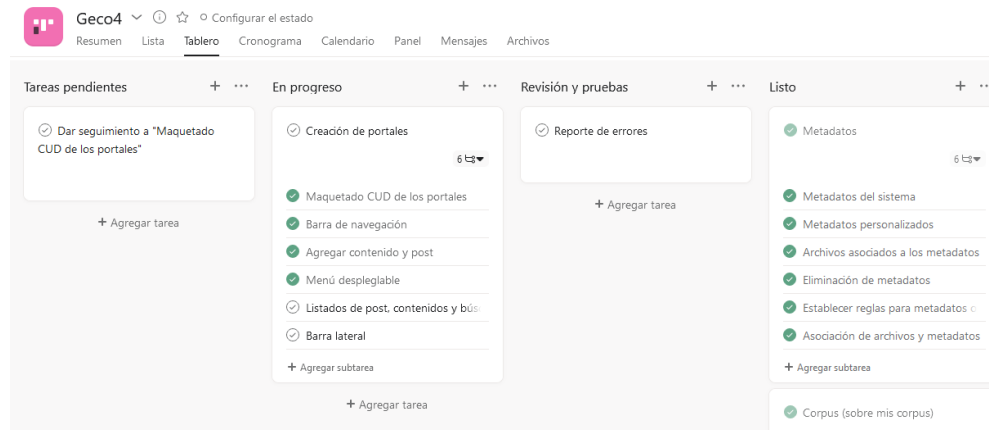 Geco4 Configurar el estado
Resumen Lista Tablero Cronograma Calendario Panel Mensajes Archivos
Tareas pendientes
Dar seguimiento a "Maquetado
CUD de los portales"
+ Agregar tarea
En progreso
Creación de portales
6
Maquetado CUD de los portales
Barra de navegación
Agregar contenido y post
Menú despleglable
Listados de post, contenidos y bús
Barra lateral
+ Agregar subtarea
+ Agregar tarea
Revisión y pruebas
Reporte de errores
+ Agregar tarea
Listo
Metadatos
6
Metadatos del sistema
Metadatos personalizados
Archivos asociados a los metadatos
Eliminación de metadatos
Establecer reglas para metadatos
Asociación de archivos y metadatos
+ Agregar subtarea
Corpus (sobre mis corpus)